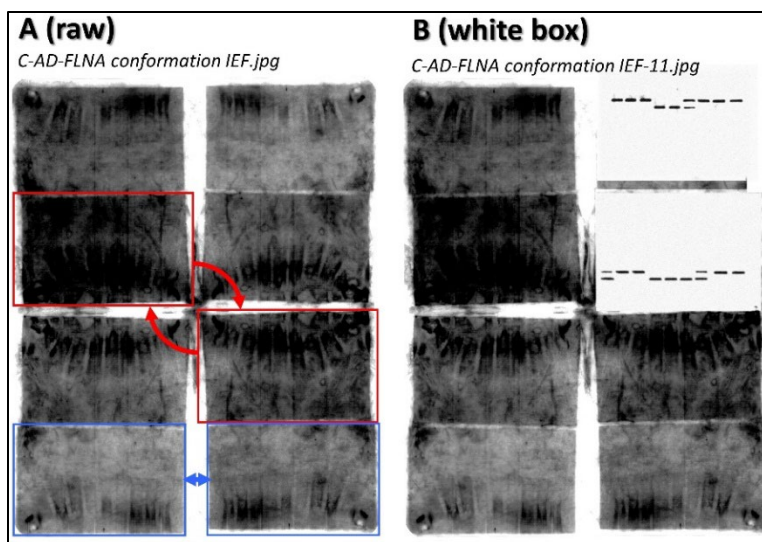 A (raw)
C-AD-FLNA conformation IEF.jpg
B (white box)
C-AD-FLNA conformation IEF-11.jpg